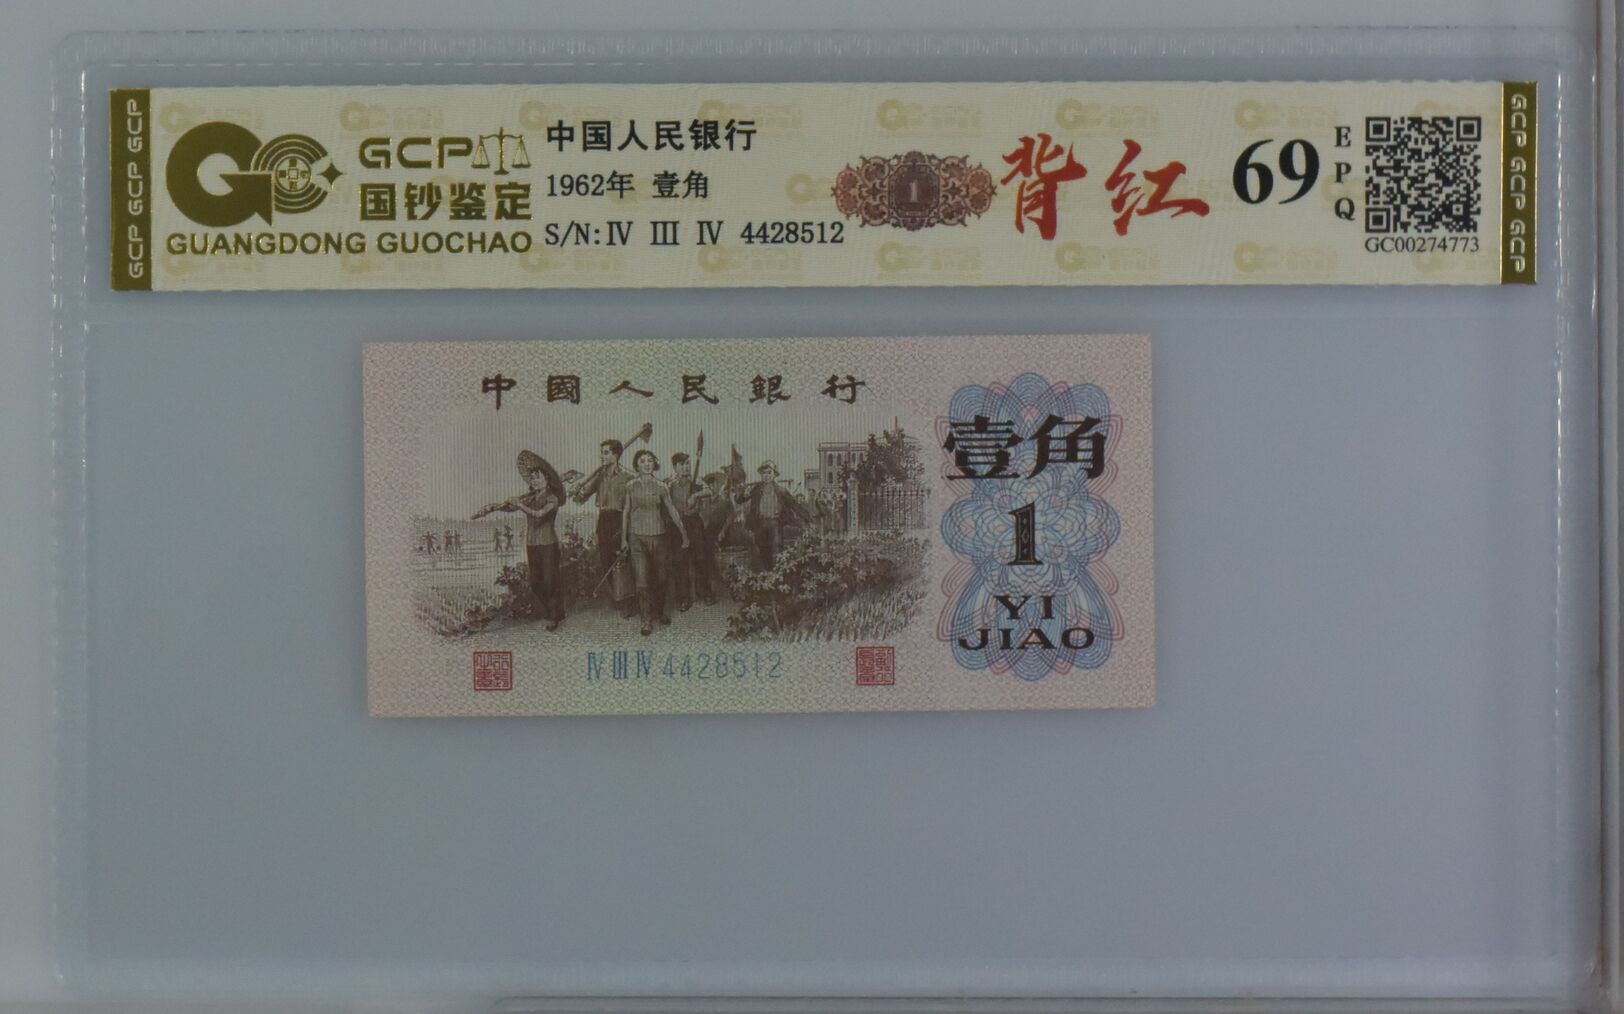 GCP GCP GCP
GCP
国钞鉴定
GUANGDONG GUOCHAO
中国人民银行
1962年 壹角
S/N:Ⅳ Ⅲ Ⅳ 4428512
1
背红
69
EPQ
GC00274773
GCP GCP GCP
中國人民銀行
壹角
1
YI
JIAO
Ⅳ Ⅲ Ⅳ 4428512